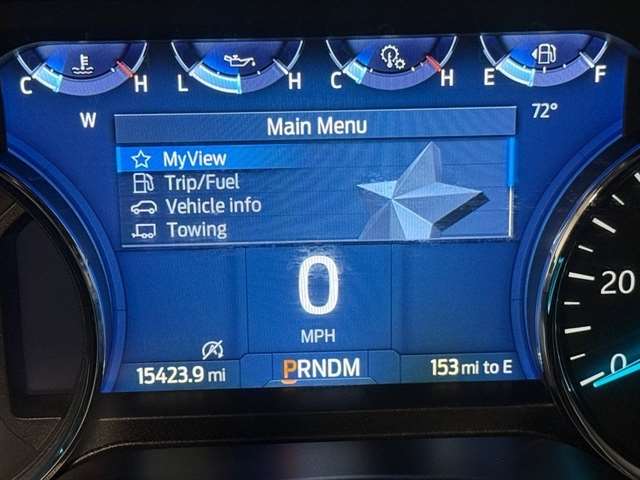 C H L H C H E F
W
72°
Main Menu
MyView
Trip/Fuel
Vehicle info
Towing
0
MPH
20
0
15423.9 mi
PRNDM
153 mi to E